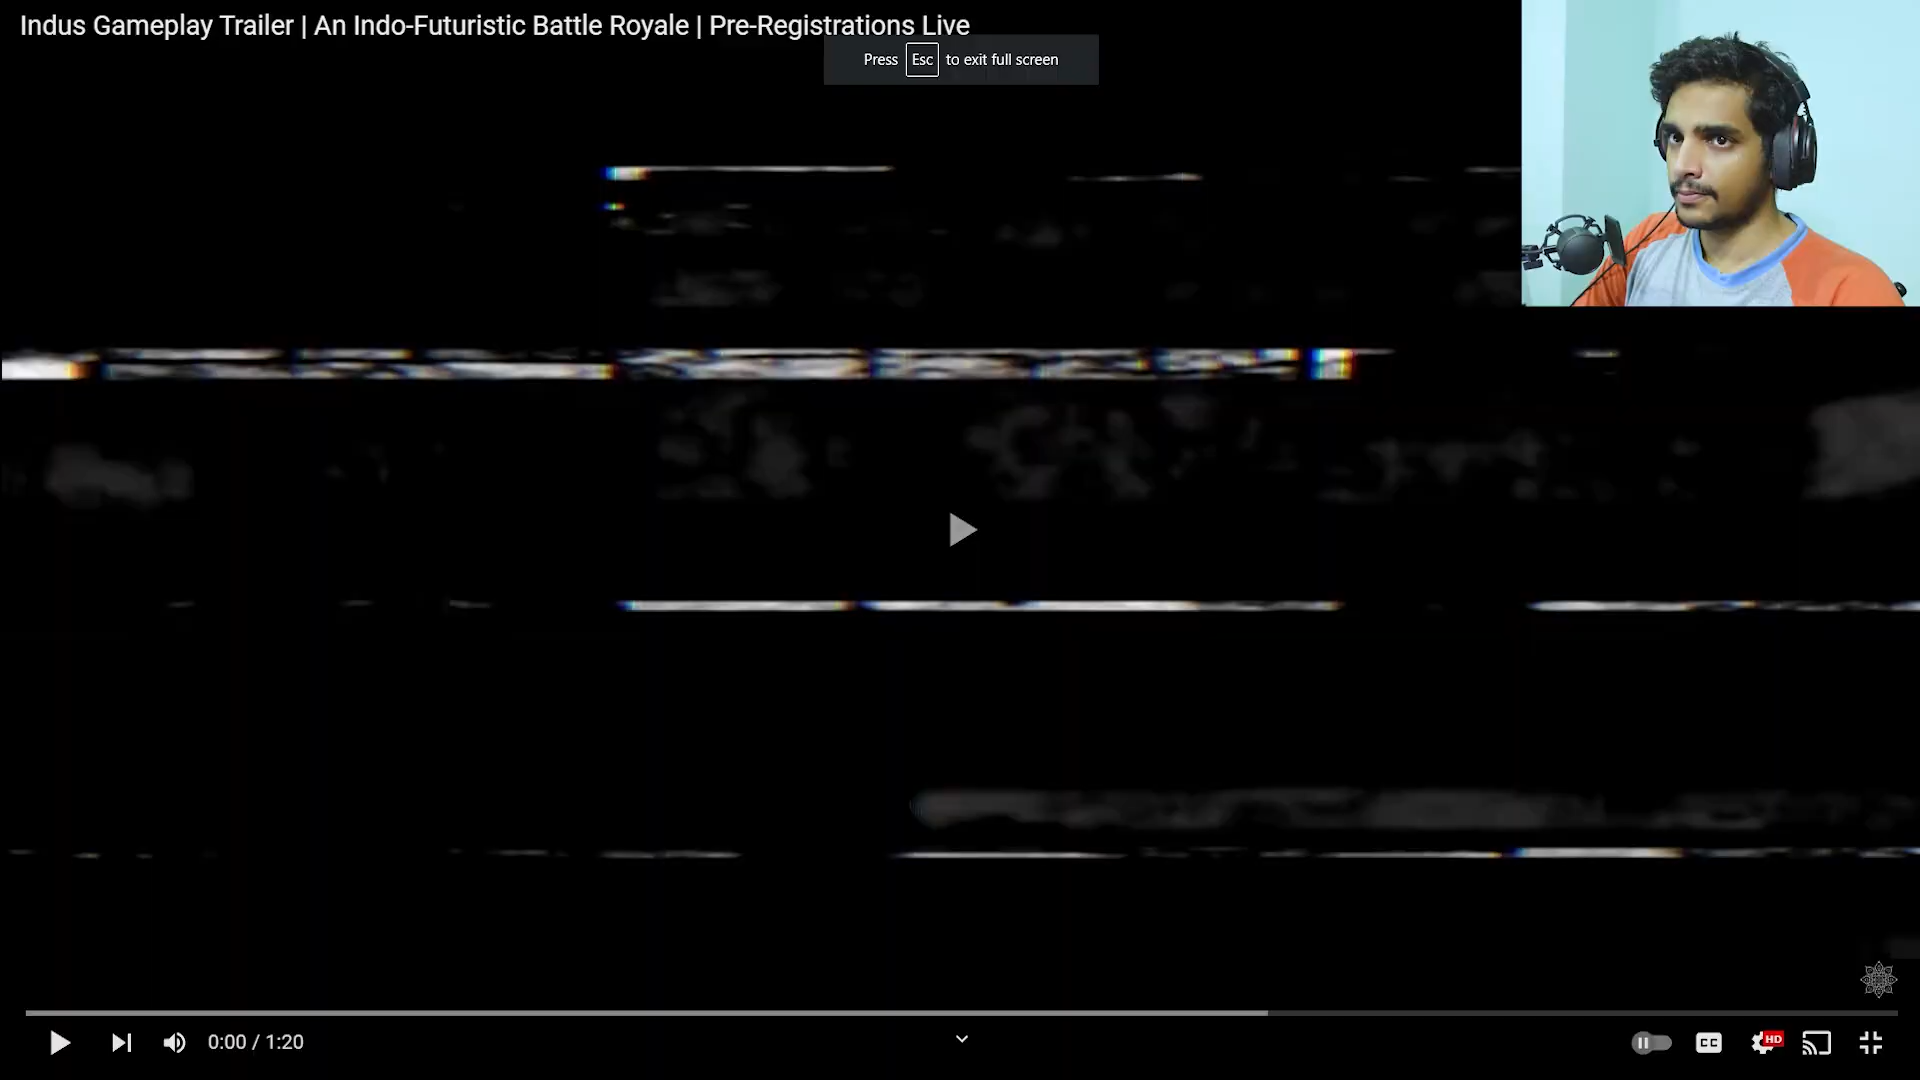 Indus Gameplay Trailer | An Indo-Futuristic Battle Royale | Pre-Registrations Live
Press Esc to exit full screen
0:00 / 1:20
CC
HD